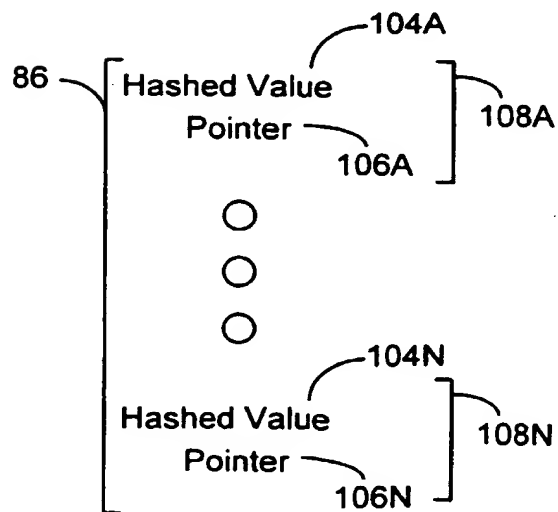 104A
86
Hashed Value
108A
Pointer
106A
104N
Hashed Value
108N
Pointer
106N